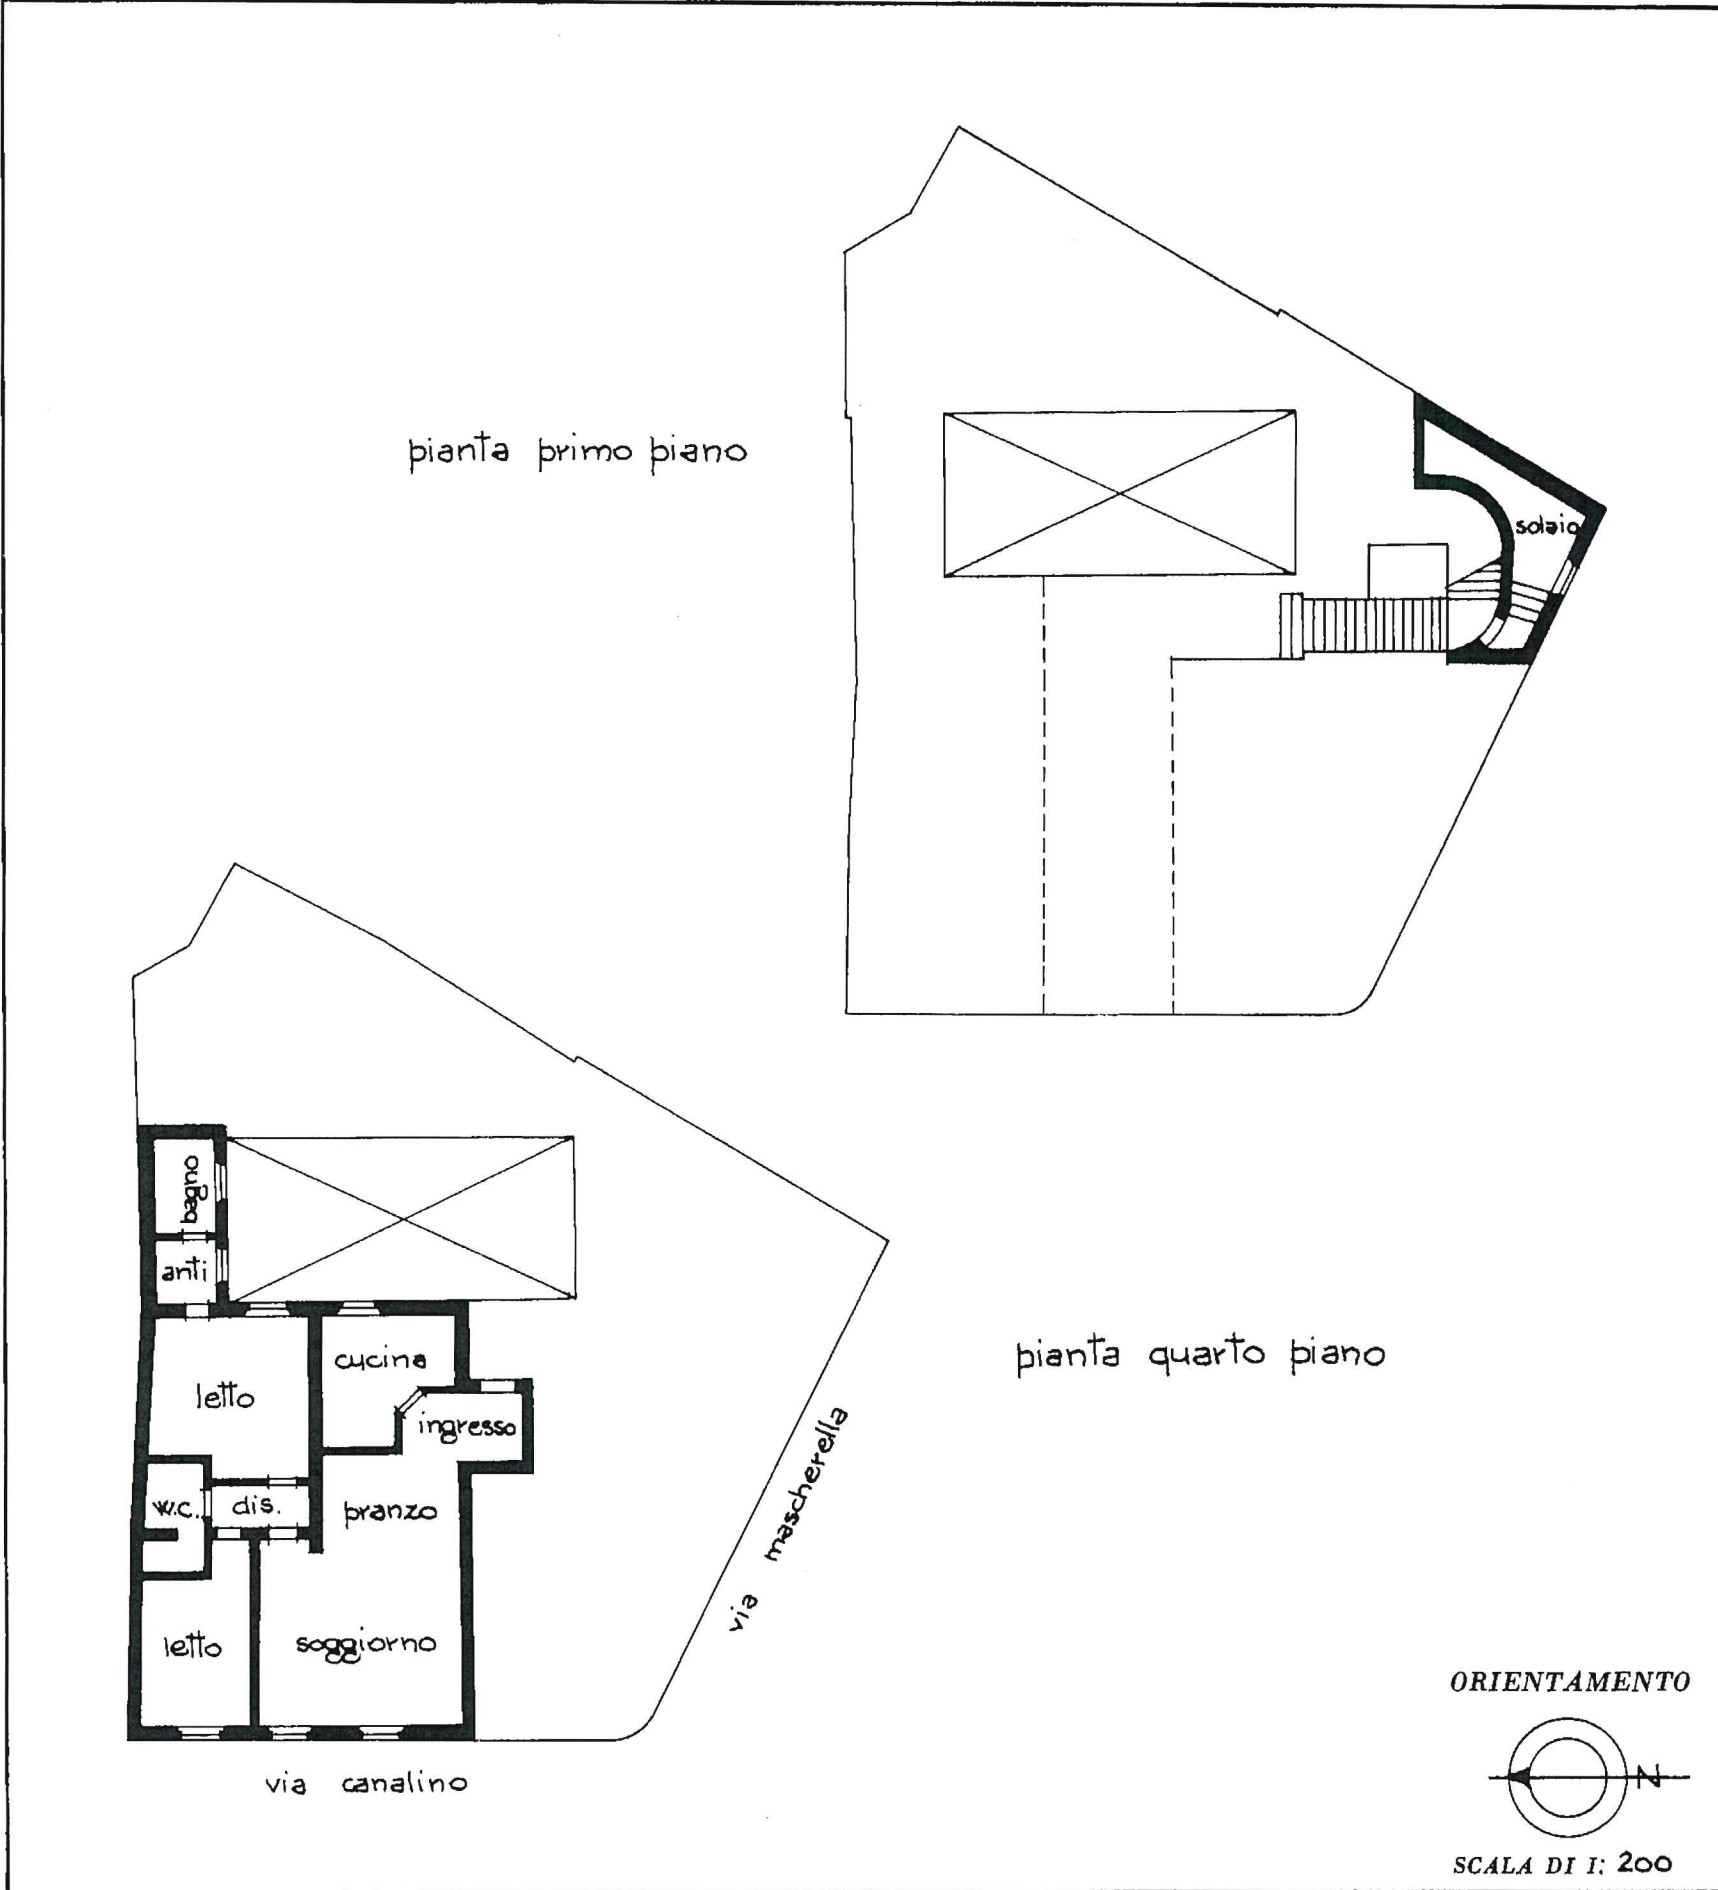 pianta primo piano
solaio
bagno
anti
cucina
letto
ingresso
w.c.
dis.
pranzo
letto
soggiorno
via mascherella
via canalino
pianta quarto piano
ORIENTAMENTO
N
SCALA DI 1: 200